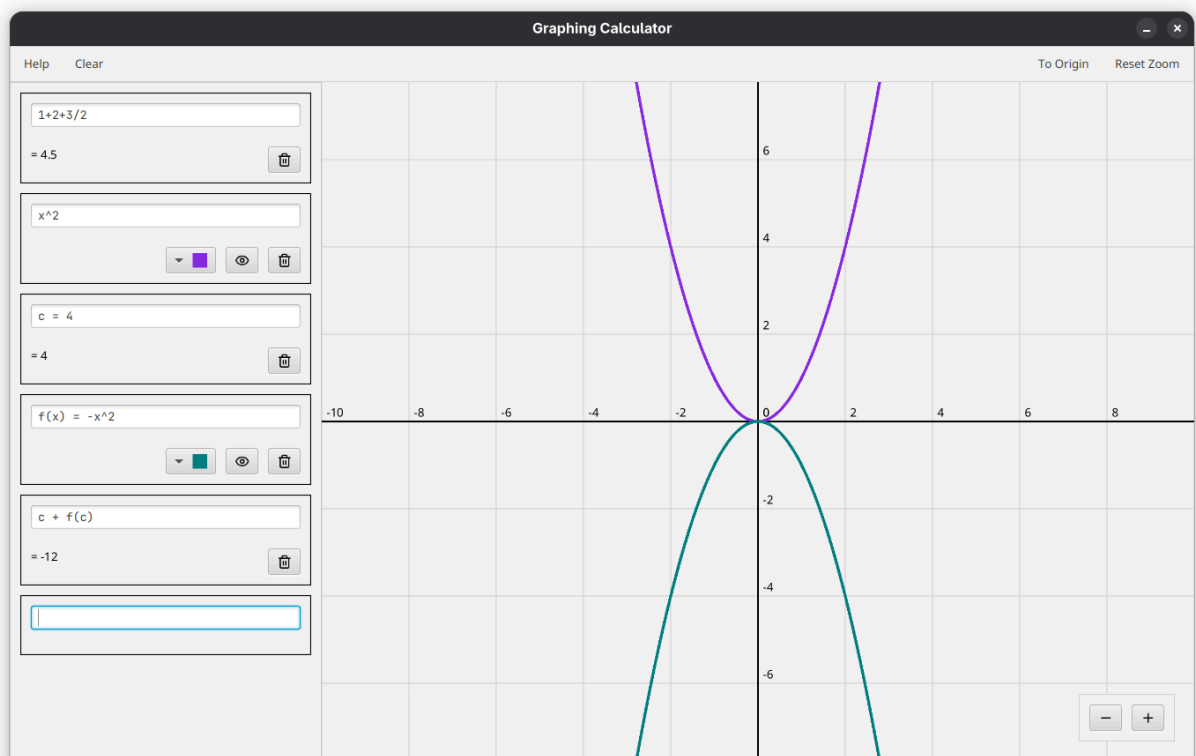 Graphing Calculator
Help Clear To Origin Reset Zoom
1+2+3/2
= 4.5
x^2
c = 4
= 4
f(x) = -x^2
c + f(c)
= -12
6
4
2
-10 -8 -6 -4 -2 0 2 4 6 8
-2
-4
-6
− +